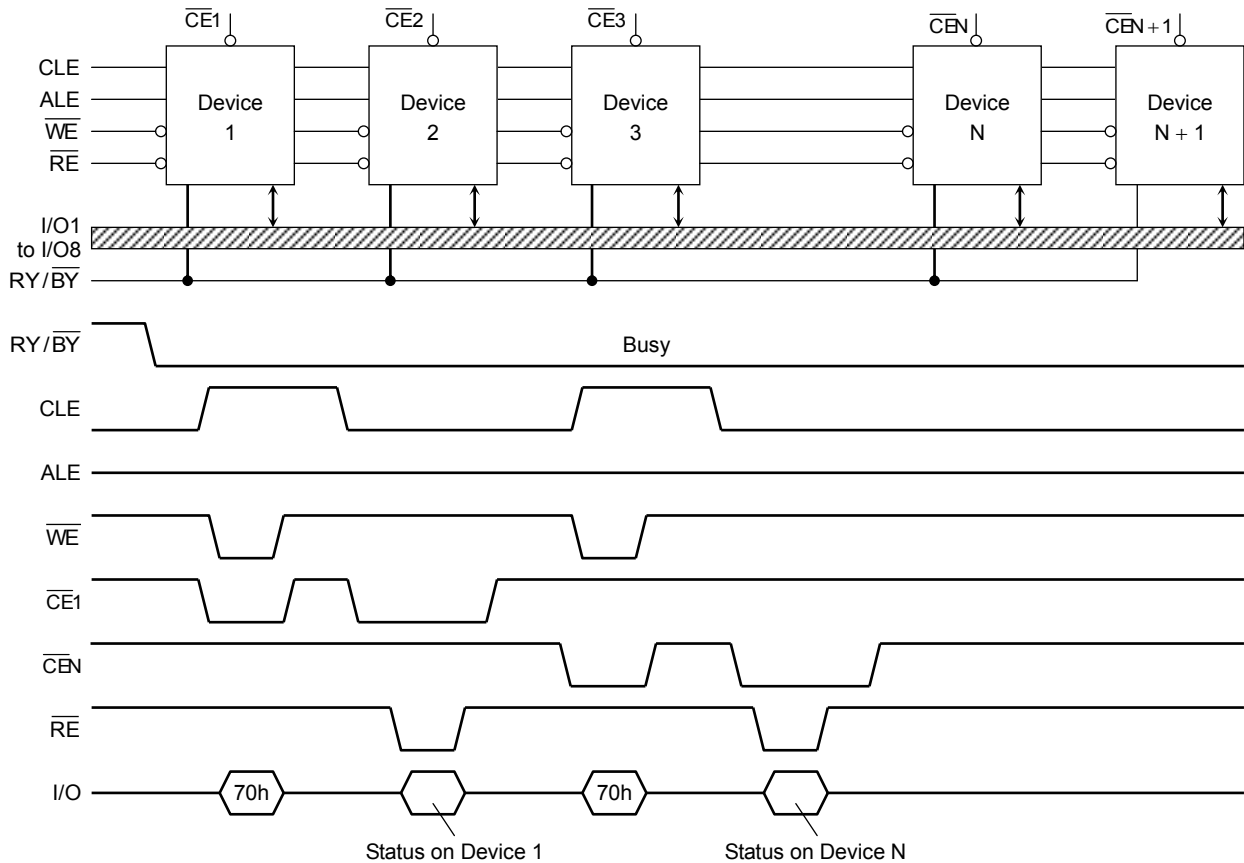 CE1 CE2 CE3 CEN CEN + 1
CLE
ALE
WE
RE
Device 1
Device 2
Device 3
Device N
Device N + 1
I/O1 to I/O8
RY/BY
RY/BY
Busy
CLE
ALE
WE
CE1
CEN
RE
I/O
70h
70h
Status on Device 1
Status on Device N